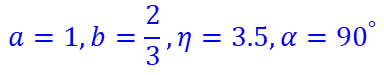 a = 1, b = 2/3, η = 3.5, α = 90°